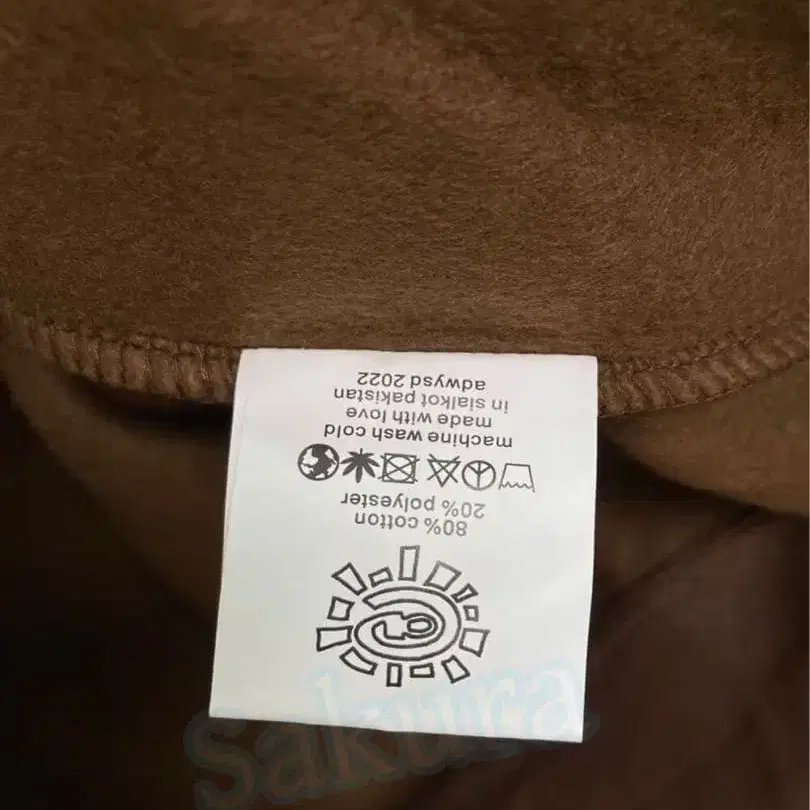 80% cotton
20% polyester
machine wash cold
made with love
in sialkot pakistan
adwysd 2022
Sakura